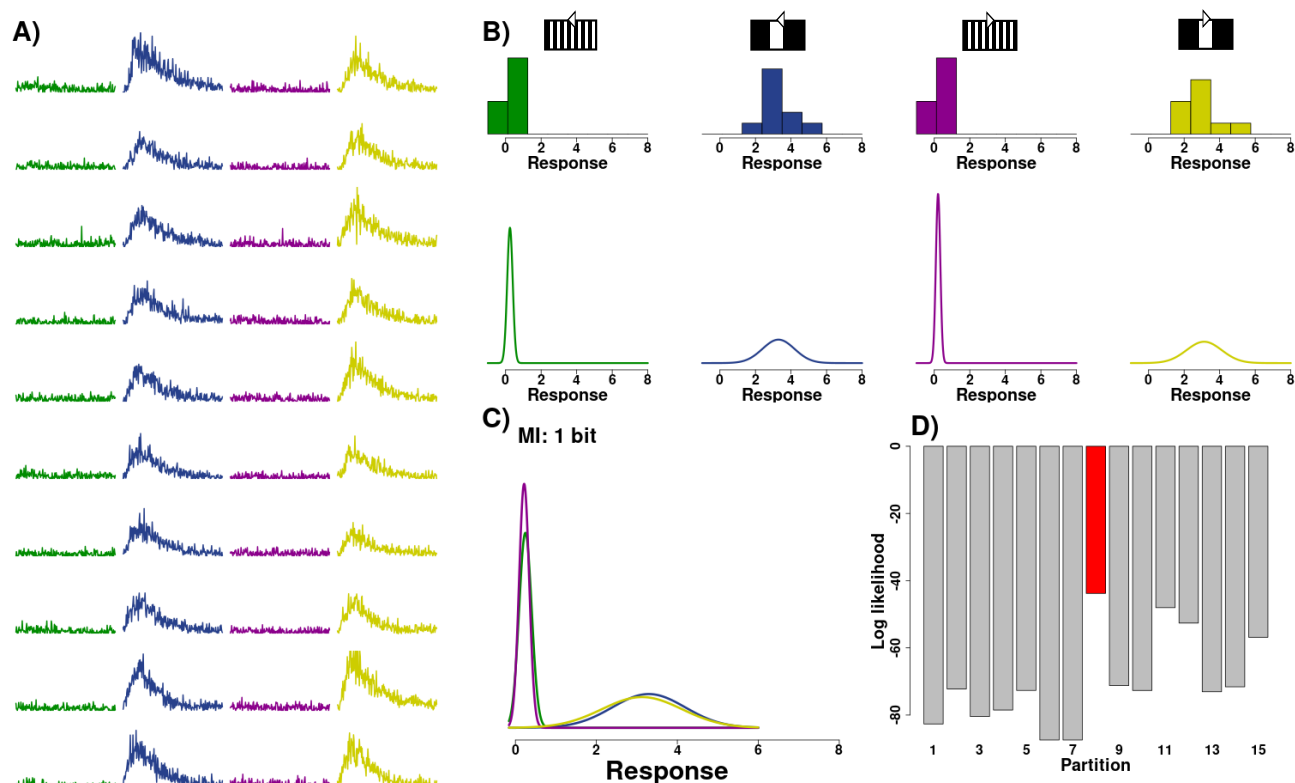 A)
B)
0 2 4 6 8
Response
0 2 4 6 8
Response
0 2 4 6 8
Response
0 2 4 6 8
Response
0 2 4 6 8
Response
0 2 4 6 8
Response
0 2 4 6 8
Response
0 2 4 6 8
Response
C)
MI: 1 bit
0 2 4 6 8
Response
D)
Log likelihood
0
-20
-40
-60
-80
1 3 5 7 9 11 13 15
Partition